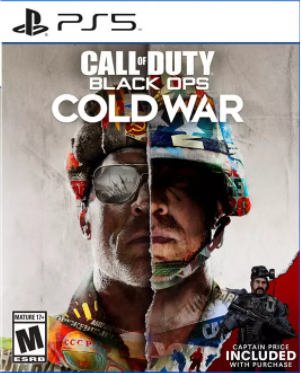 PS5
CALL OF DUTY
BLACK OPS
COLD WAR
MATURE 17+
M
ESRB
CAPTAIN PRICE
INCLUDED
WITH PURCHASE